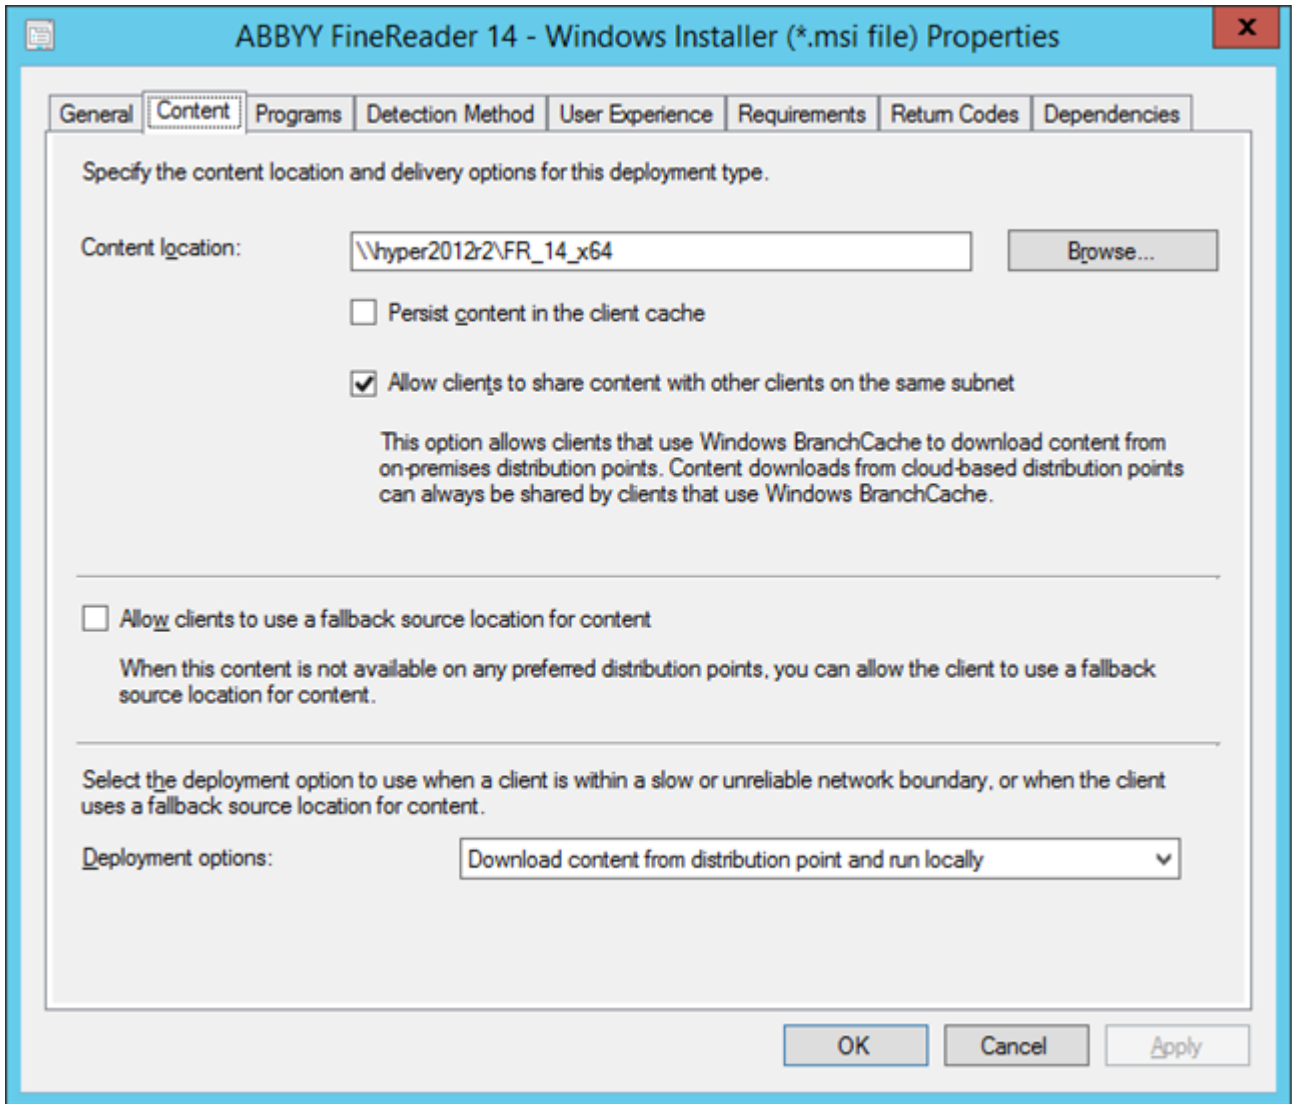 ABBYY FineReader 14 - Windows Installer (*.msi file) Properties
x
General Content Programs Detection Method User Experience Requirements Return Codes Dependencies
Specify the content location and delivery options for this deployment type.
Content location: \\hyper2012r2\FR_14_x64 Browse...
Persist content in the client cache
Allow clients to share content with other clients on the same subnet
This option allows clients that use Windows BranchCache to download content from
on-premises distribution points. Content downloads from cloud-based distribution points
can always be shared by clients that use Windows BranchCache.
Allow clients to use a fallback source location for content
When this content is not available on any preferred distribution points, you can allow the client to use a fallback
source location for content.
Select the deployment option to use when a client is within a slow or unreliable network boundary, or when the client
uses a fallback source location for content.
Deployment options: Download content from distribution point and run locally
OK Cancel Apply